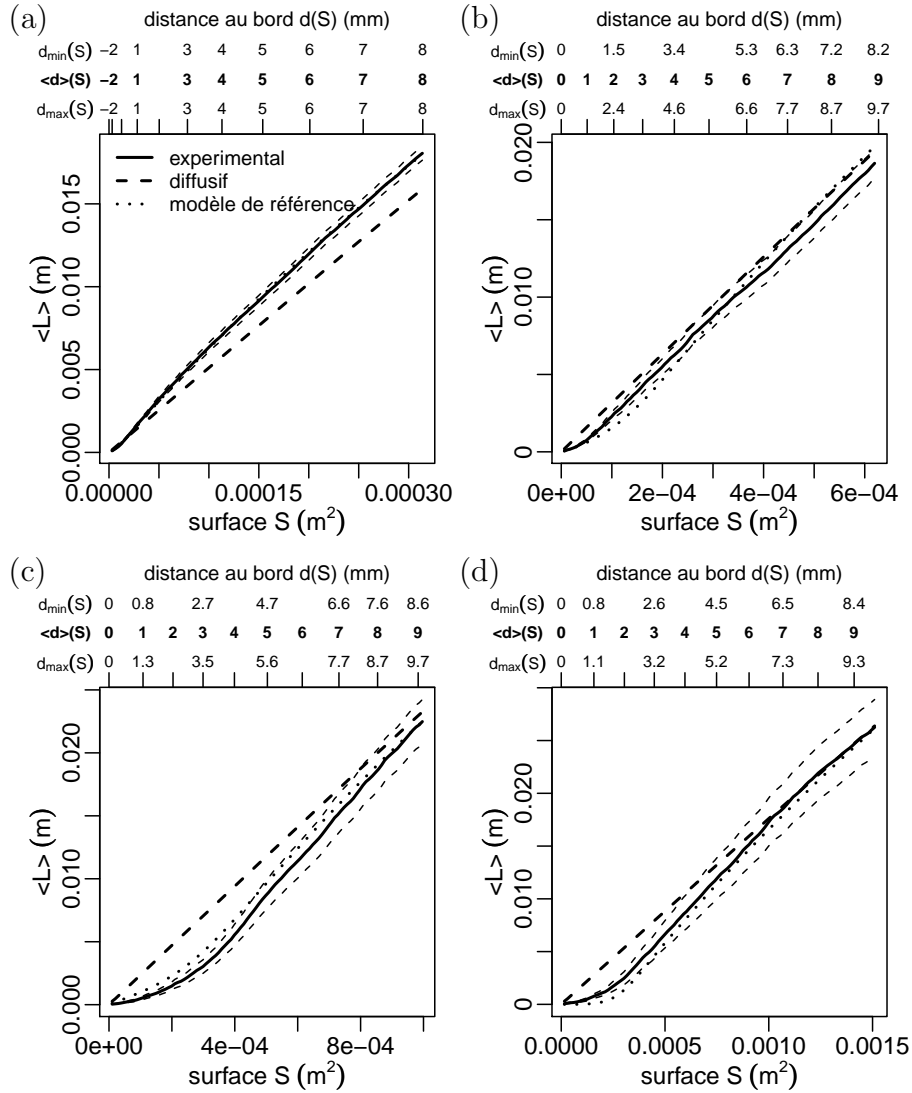 (a)
distance au bord d(S) (mm)
dmin(S) −2 1 3 4 5 6 7 8
<d>(S) −2 1 3 4 5 6 7 8
dmax(S) −2 1 3 4 5 6 7 8
experimental
diffusif
modèle de référence
<L> (m)
0.000 0.005 0.010 0.015
0.00000 0.00015 0.00030
surface S (m²)
(b)
distance au bord d(S) (mm)
dmin(S) 0 1.5 3.4 5.3 6.3 7.2 8.2
<d>(S) 0 1 2 3 4 5 6 7 8 9
dmax(S) 0 2.4 4.6 6.6 7.7 8.7 9.7
<L> (m)
0 0.010 0.020
0e+00 2e−04 4e−04 6e−04
surface S (m²)
(c)
distance au bord d(S) (mm)
dmin(S) 0 0.8 2.7 4.7 6.6 7.6 8.6
<d>(S) 0 1 2 3 4 5 6 7 8 9
dmax(S) 0 1.3 3.5 5.6 7.7 8.7 9.7
<L> (m)
0.000 0.010 0.020
0e+00 4e−04 8e−04
surface S (m²)
(d)
distance au bord d(S) (mm)
dmin(S) 0 0.8 2.6 4.5 6.5 8.4
<d>(S) 0 1 2 3 4 5 6 7 8 9
dmax(S) 0 1.1 3.2 5.2 7.3 9.3
<L> (m)
0 0.010 0.020
0.0000 0.0005 0.0010 0.0015
surface S (m²)